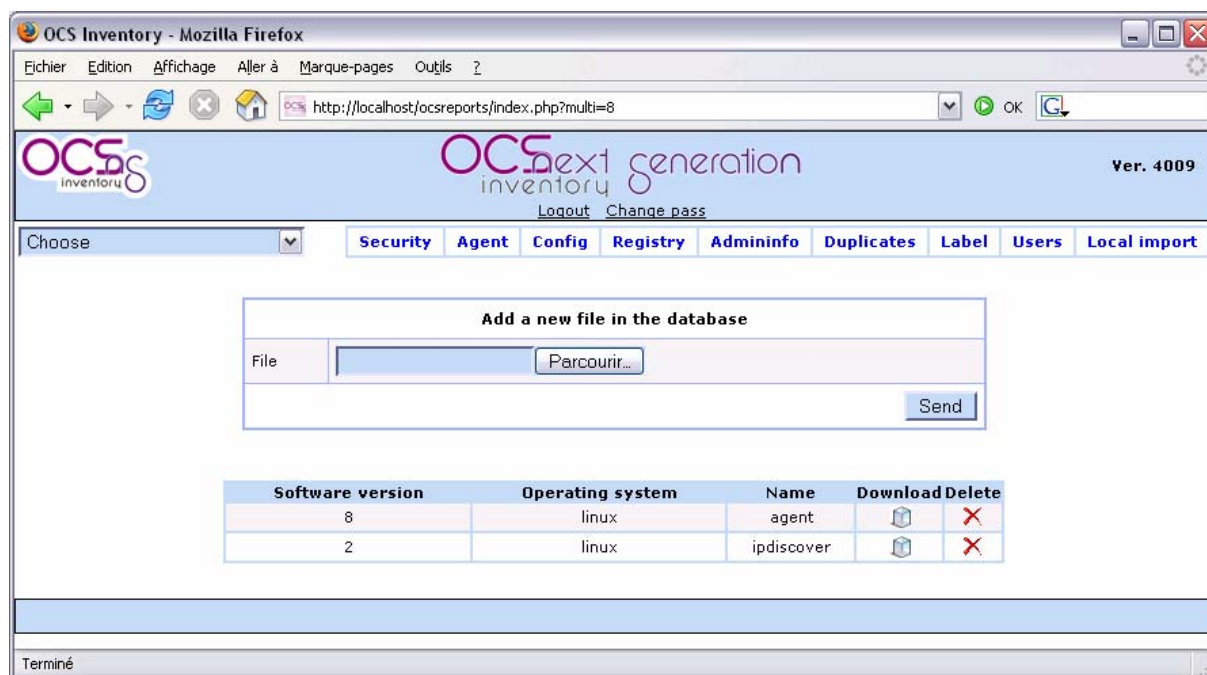 OCS Inventory - Mozilla Firefox
Fichier Edition Affichage Aller à Marque-pages Outils ?
http://localhost/ocsreports/index.php?multi=8 OK G
OCS ng inventory
OCS inventory next generation
Ver. 4009
Logout Change pass
Choose Security Agent Config Registry Admininfo Duplicates Label Users Local import
Add a new file in the database
File Parcourir...
Send
Software version Operating system Name Download Delete
8 linux agent
2 linux ipdiscover
Terminé